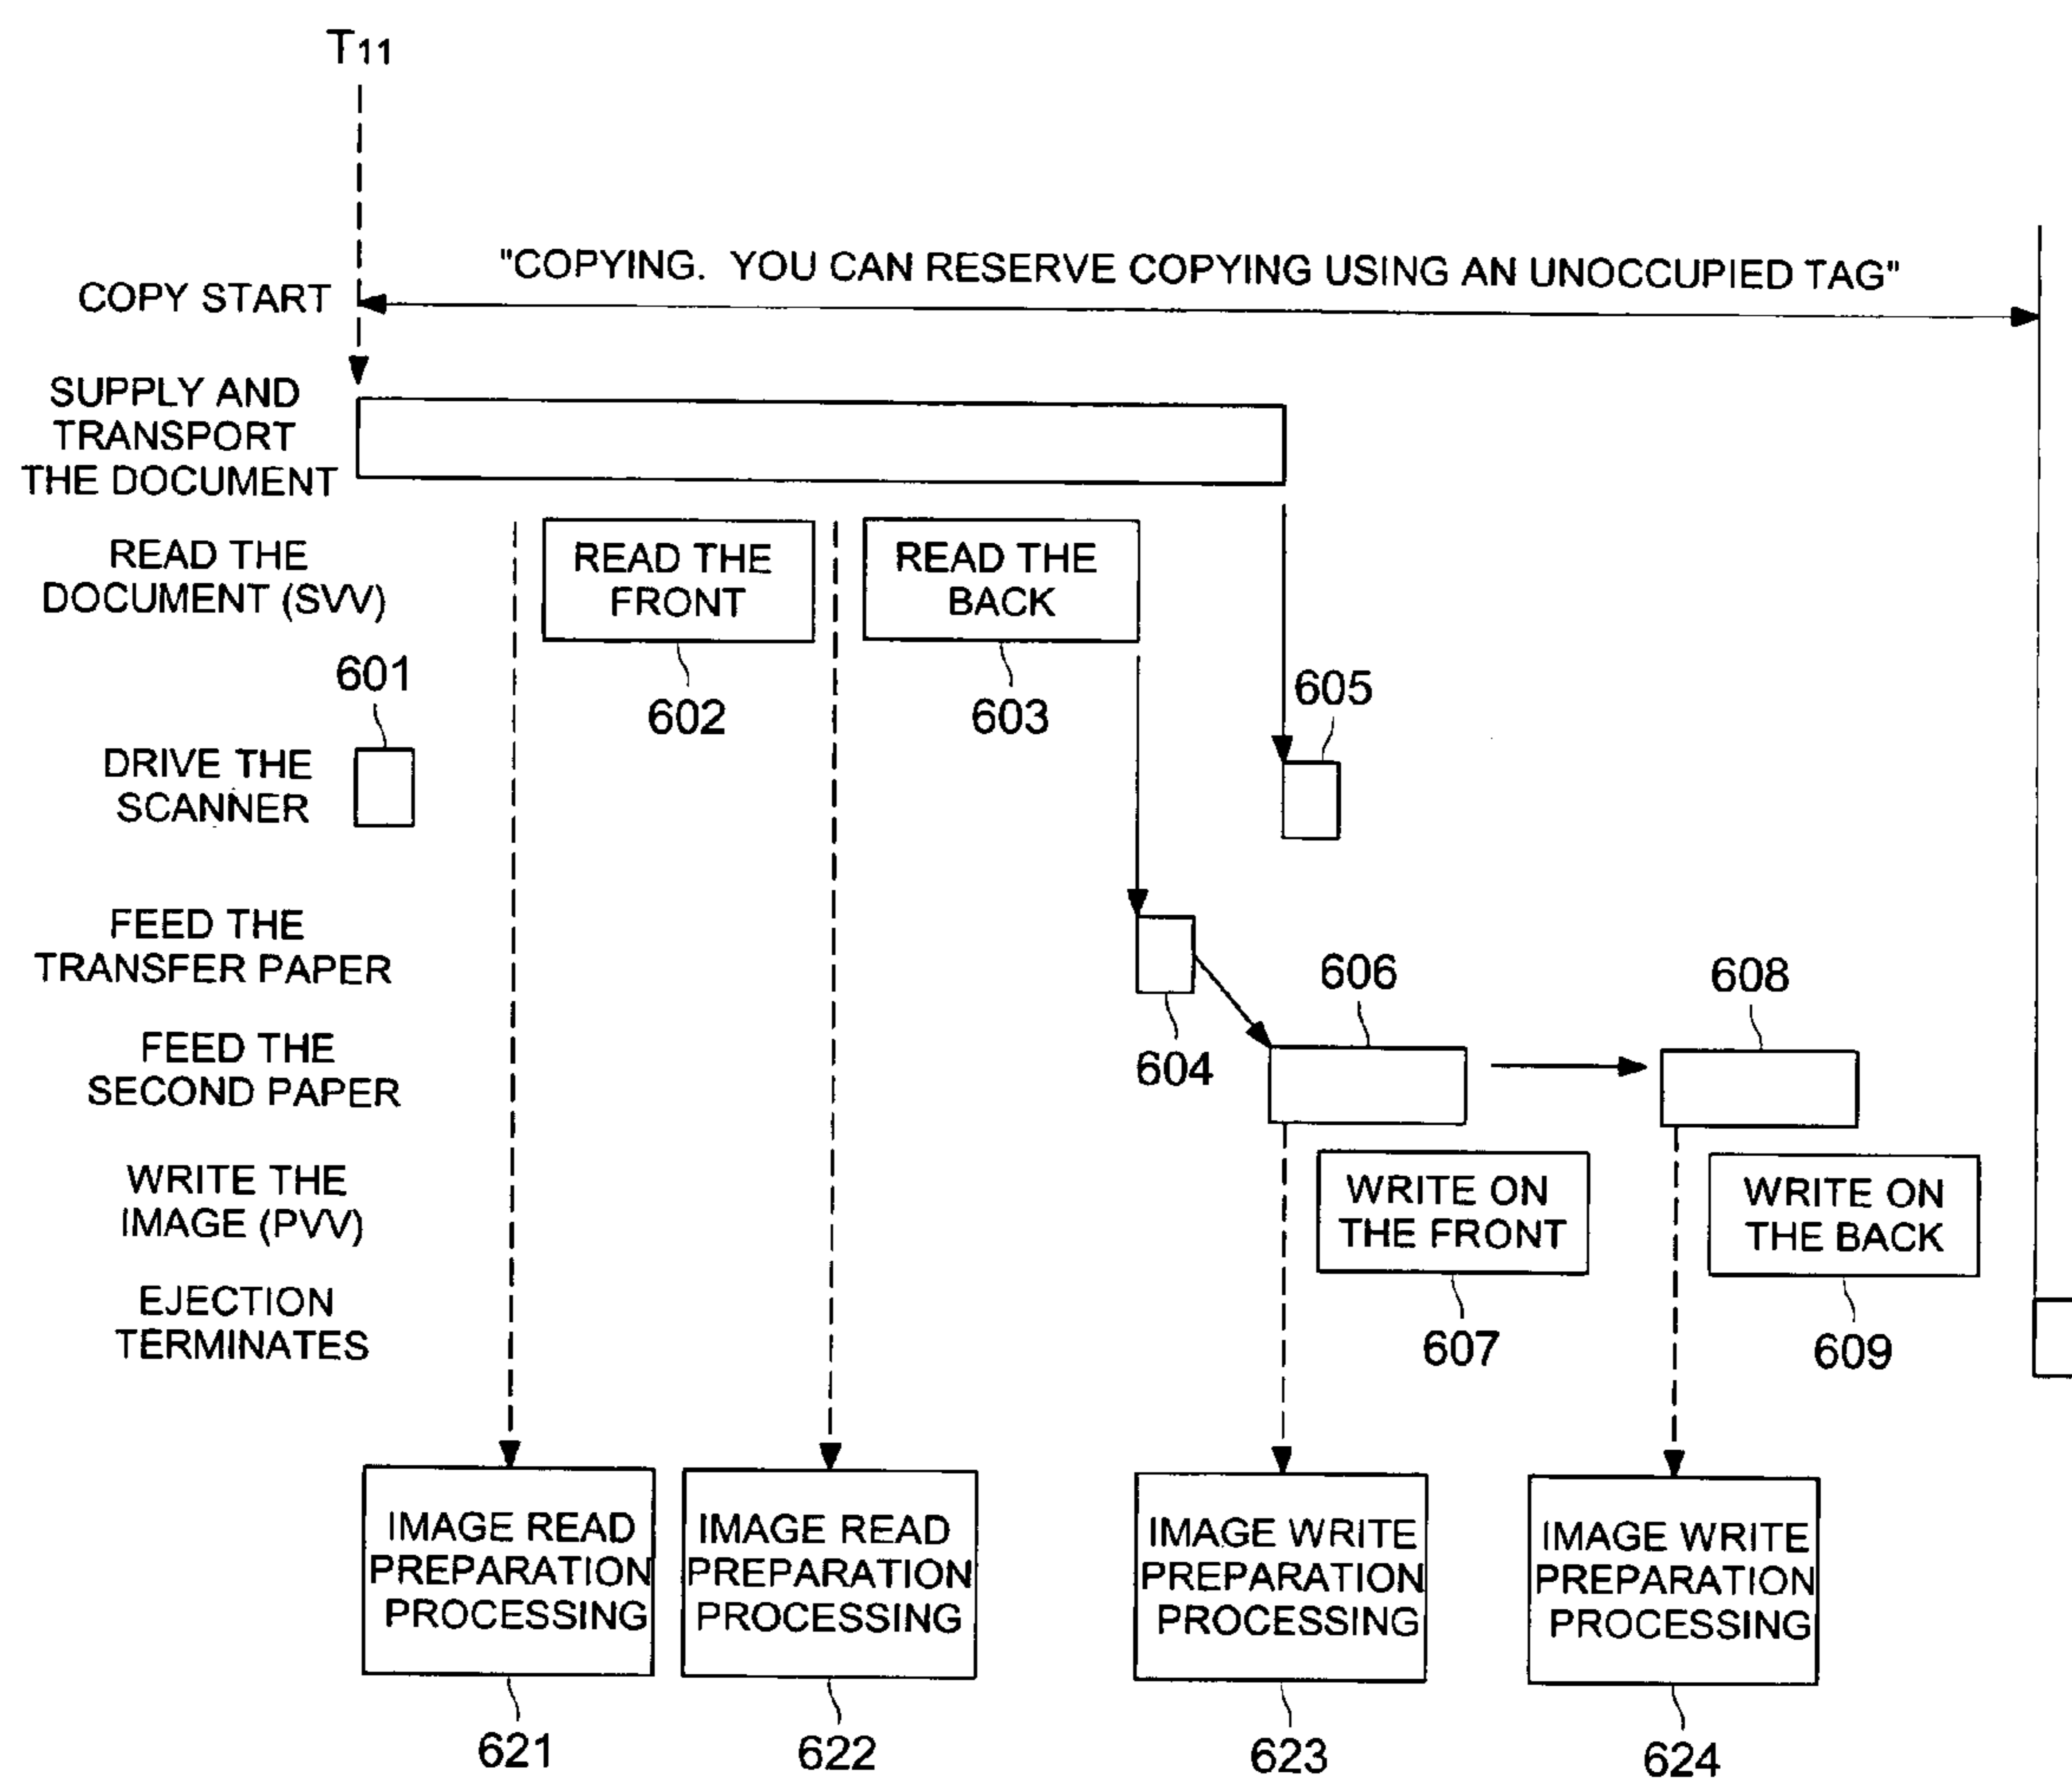 T11
"COPYING. YOU CAN RESERVE COPYING USING AN UNOCCUPIED TAG"
COPY START
SUPPLY AND
TRANSPORT
THE DOCUMENT
READ THE
DOCUMENT (SVV)
READ THE
FRONT
READ THE
BACK
601
602
603
605
DRIVE THE
SCANNER
FEED THE
TRANSFER PAPER
604
606
608
FEED THE
SECOND PAPER
WRITE THE
IMAGE (PVV)
WRITE ON
THE FRONT
WRITE ON
THE BACK
607
609
EJECTION
TERMINATES
IMAGE READ
PREPARATION
PROCESSING
IMAGE READ
PREPARATION
PROCESSING
IMAGE WRITE
PREPARATION
PROCESSING
IMAGE WRITE
PREPARATION
PROCESSING
621
622
623
624